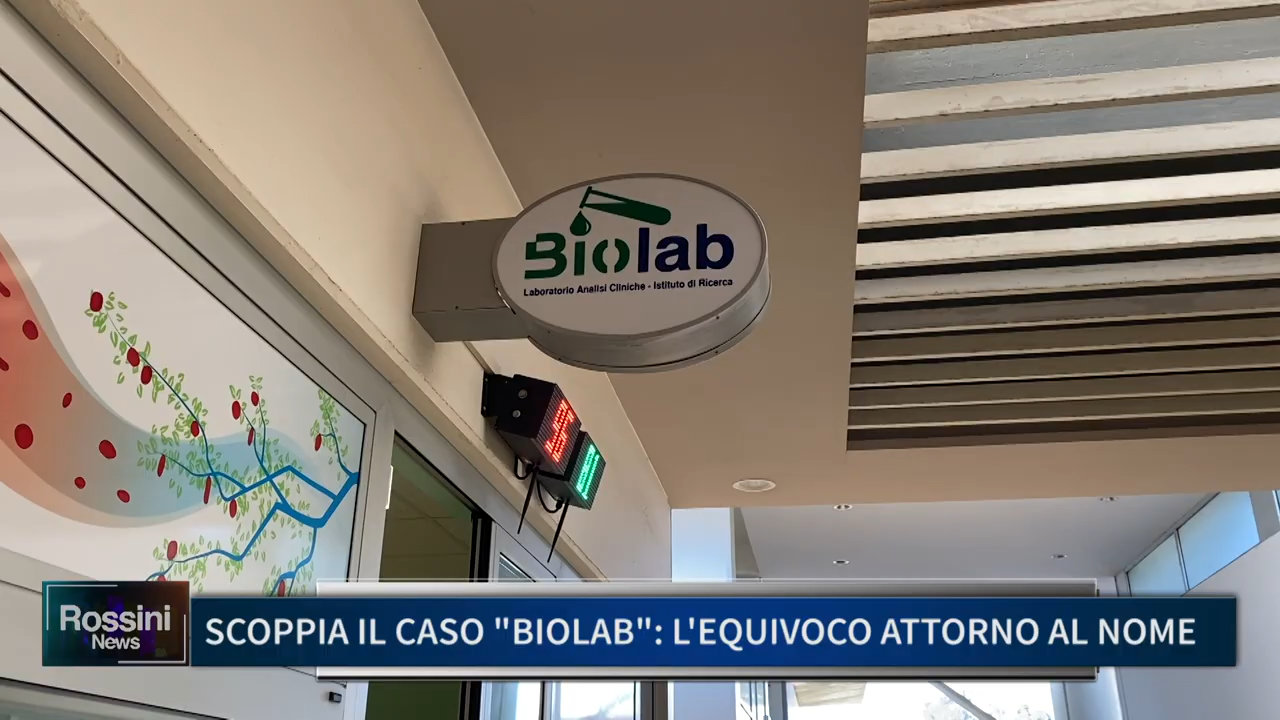 Biolab
Laboratorio Analisi Cliniche - Istituto di Ricerca
Rossini
News
SCOPPIA IL CASO "BIOLAB": L'EQUIVOCO ATTORNO AL NOME